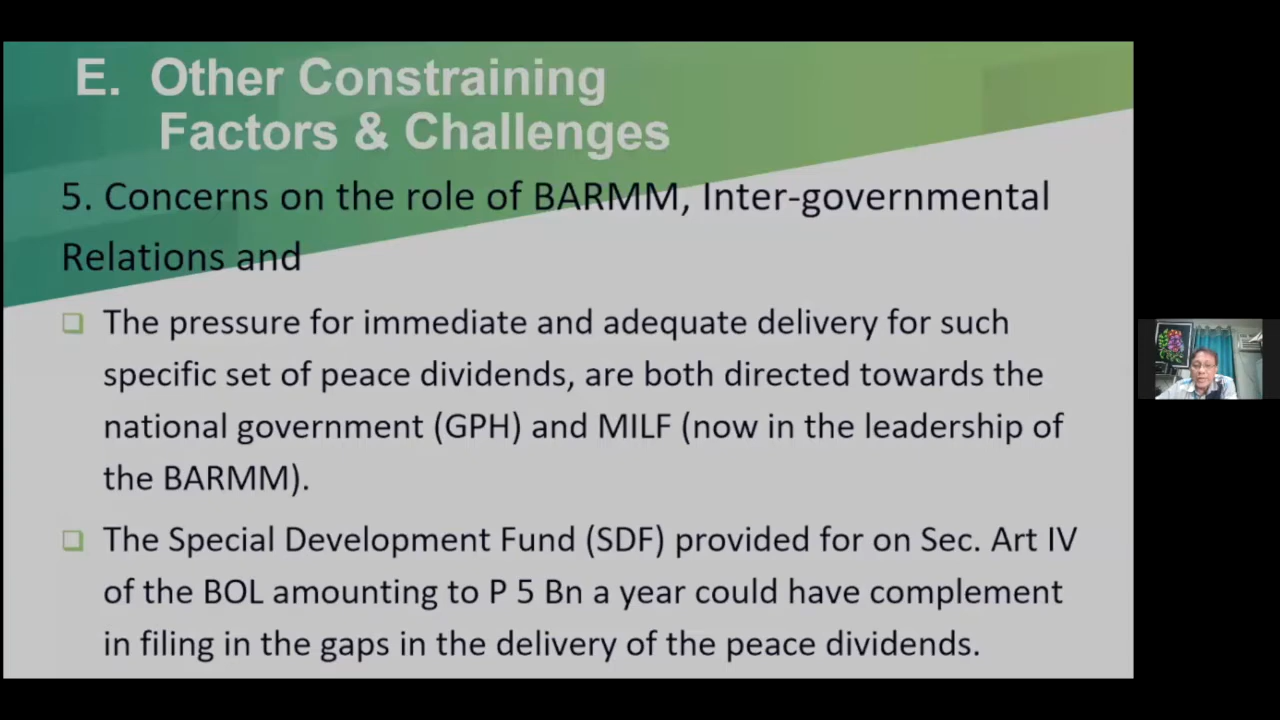 E. Other Constraining
Factors & Challenges
5. Concerns on the role of BARMM, Inter-governmental
Relations and
The pressure for immediate and adequate delivery for such
specific set of peace dividends, are both directed towards the
national government (GPH) and MILF (now in the leadership of
the BARMM).
The Special Development Fund (SDF) provided for on Sec. Art IV
of the BOL amounting to P 5 Bn a year could have complement
in filing in the gaps in the delivery of the peace dividends.